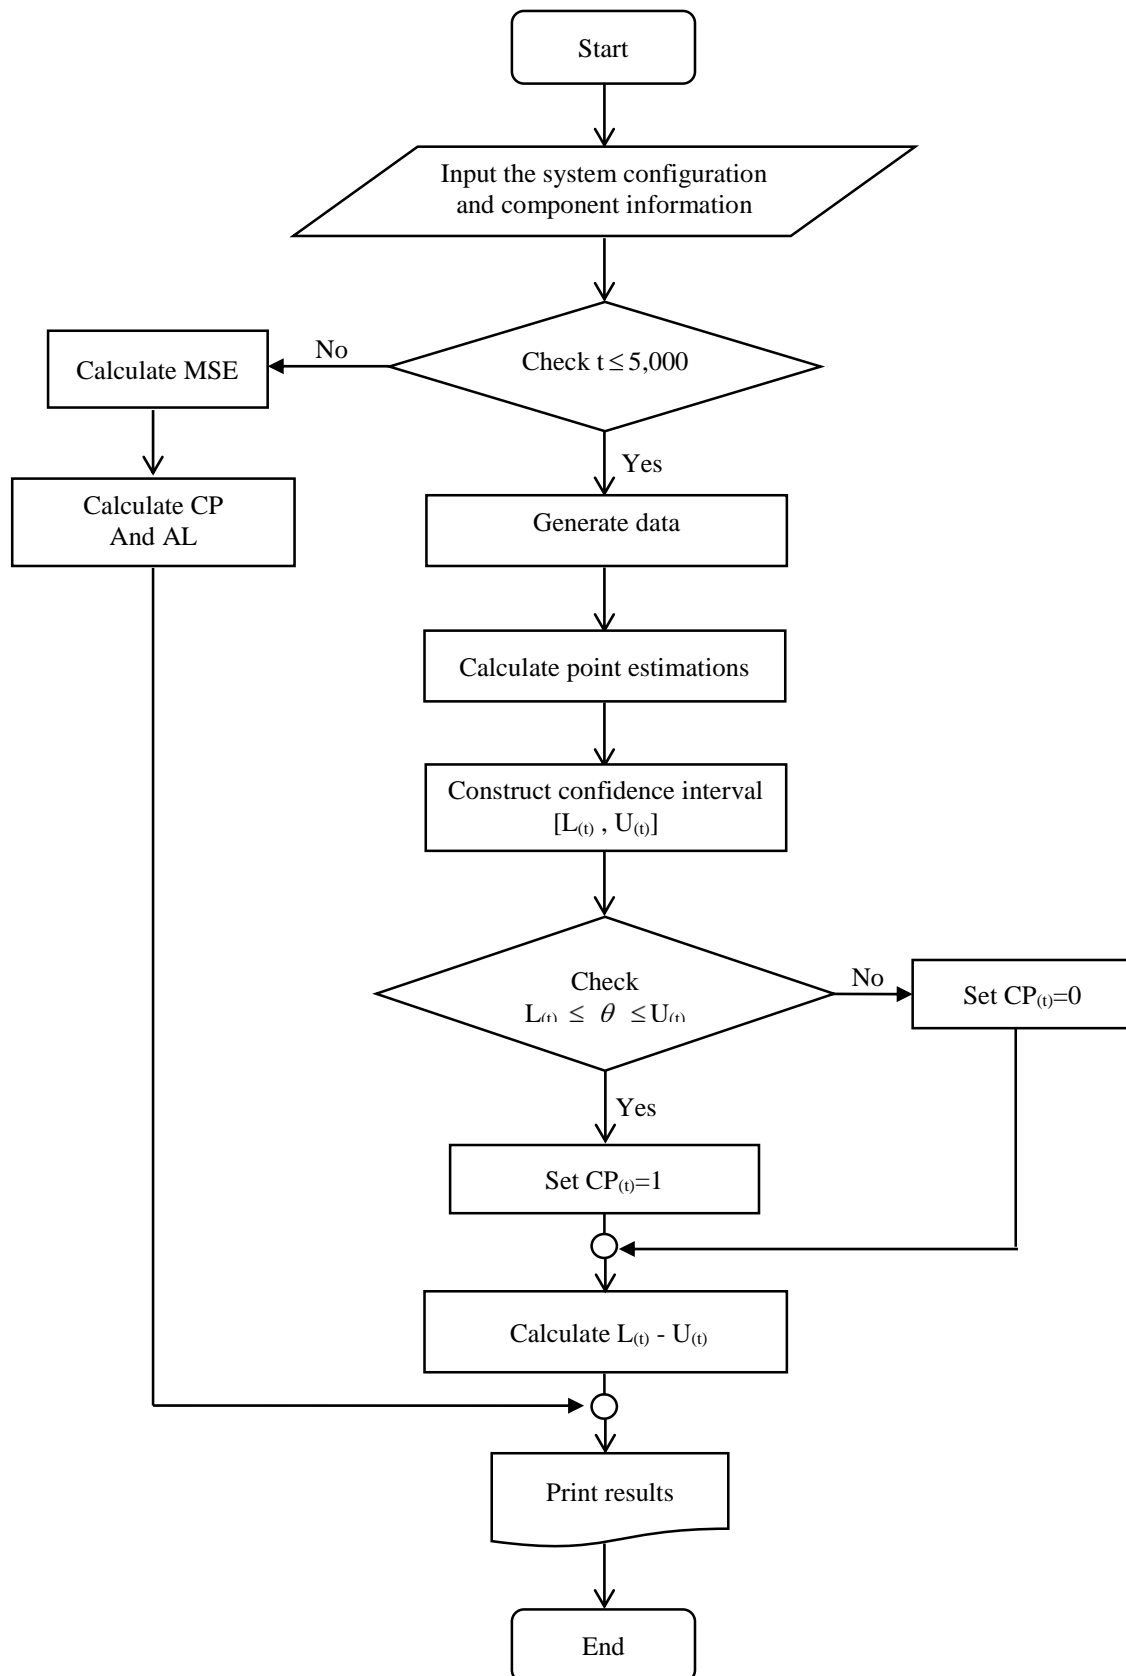 Start
Input the system configuration
and component information
Check t ≤ 5,000
No
Calculate MSE
Yes
Calculate CP
And AL
Generate data
Calculate point estimations
Construct confidence interval
[L(t) , U(t)]
Check
L(t) ≤ θ ≤ U(t)
No
Set CP(t)=0
Yes
Set CP(t)=1
Calculate L(t) - U(t)
Print results
End